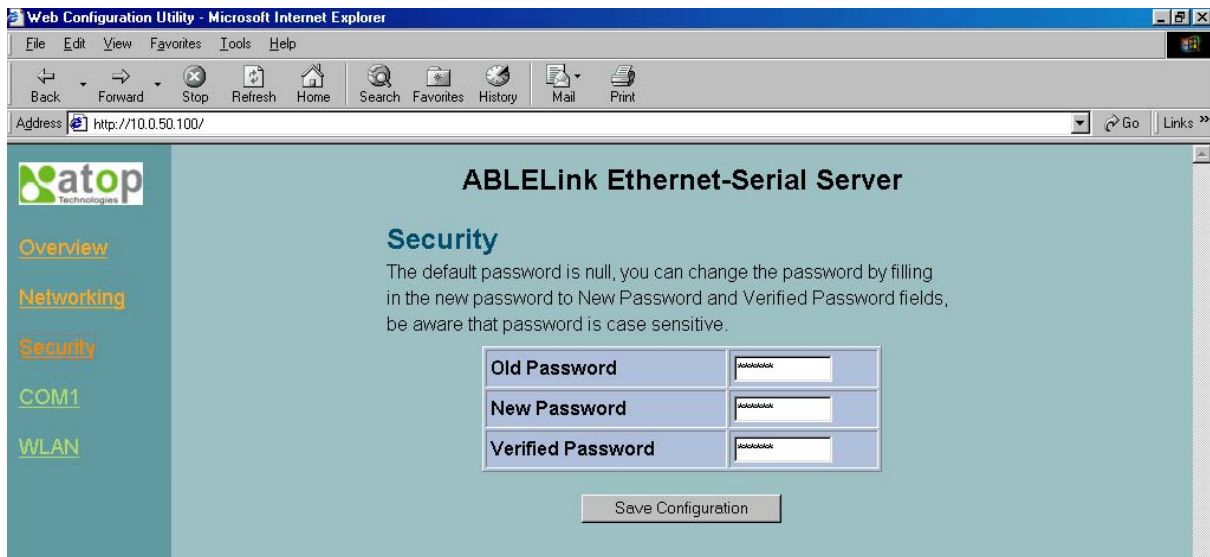 Web Configuration Utility - Microsoft Internet Explorer
File Edit View Favorites Tools Help
Back Forward Stop Refresh Home Search Favorites History Mail Print
Address http://10.0.50.100/ Go Links »
atop
Technologies
ABLELink Ethernet-Serial Server
Overview
Networking
Security
COM1
WLAN
Security
The default password is null, you can change the password by filling
in the new password to New Password and Verified Password fields,
be aware that password is case sensitive.
Old Password *******
New Password *******
Verified Password *******
Save Configuration